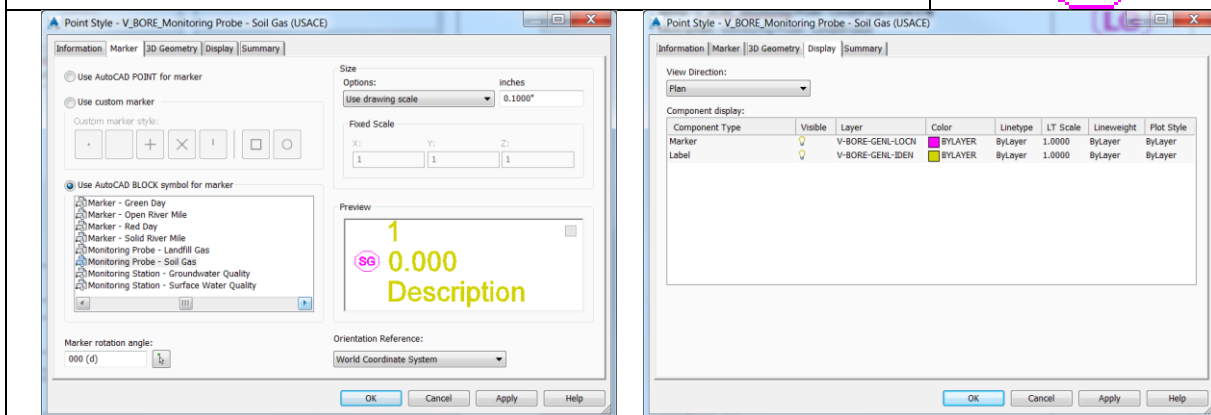 LG
Point Style - V_BORE_Monitoring Probe - Soil Gas (USACE)
Information Marker 3D Geometry Display Summary
Use AutoCAD POINT for marker
Use custom marker
Custom marker style:
Use AutoCAD BLOCK symbol for marker
Marker - Green Day
Marker - Open River Mile
Marker - Red Day
Marker - Solid River Mile
Monitoring Probe - Landfill Gas
Monitoring Probe - Soil Gas
Monitoring Station - Groundwater Quality
Monitoring Station - Surface Water Quality
Marker rotation angle:
000 (d)
Size
Options: inches
Use drawing scale 0.1000"
Fixed Scale
X: Y: Z:
1 1 1
Preview
1
SG 0.000
Description
Orientation Reference:
World Coordinate System
OK Cancel Apply Help
Point Style - V_BORE_Monitoring Probe - Soil Gas (USACE)
Information Marker 3D Geometry Display Summary
View Direction:
Plan
Component display:
Component Type Visible Layer Color Linetype LT Scale Lineweight Plot Style
Marker V-BORE-GENL-LOCN BYLAYER ByLayer 1.0000 ByLayer ByLayer
Label V-BORE-GENL-IDEN BYLAYER ByLayer 1.0000 ByLayer ByLayer
OK Cancel Apply Help